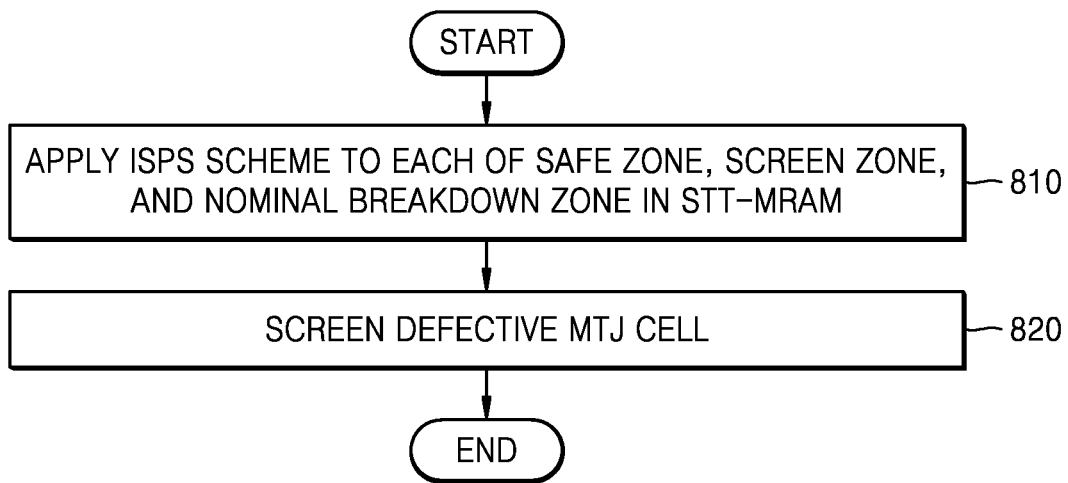 START
APPLY ISPS SCHEME TO EACH OF SAFE ZONE, SCREEN ZONE,
AND NOMINAL BREAKDOWN ZONE IN STT-MRAM
810
SCREEN DEFECTIVE MTJ CELL
820
END